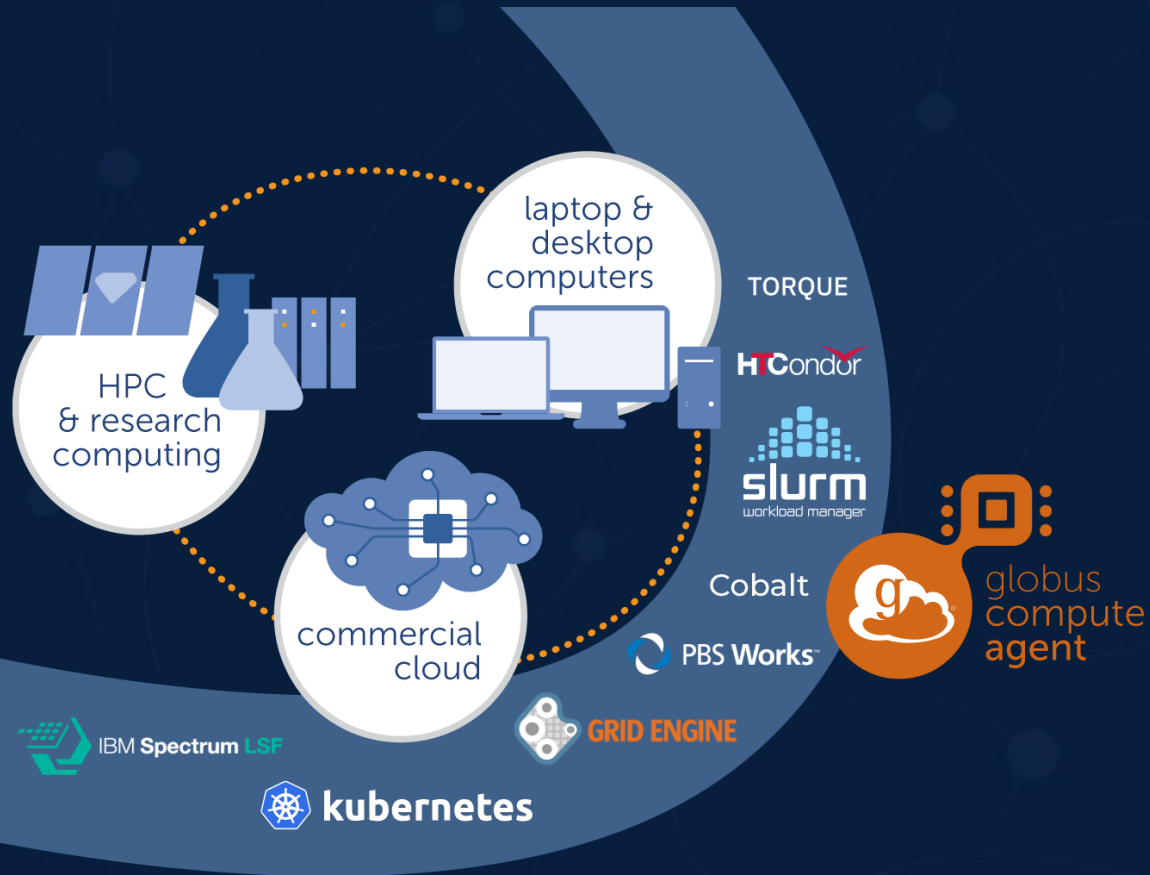 laptop &
desktop
computers
TORQUE
HTCondor
HPC
& research
computing
slurm
workload manager
Cobalt
g
globus
compute
agent
commercial
cloud
PBS Works™
GRID ENGINE
IBM Spectrum LSF
kubernetes